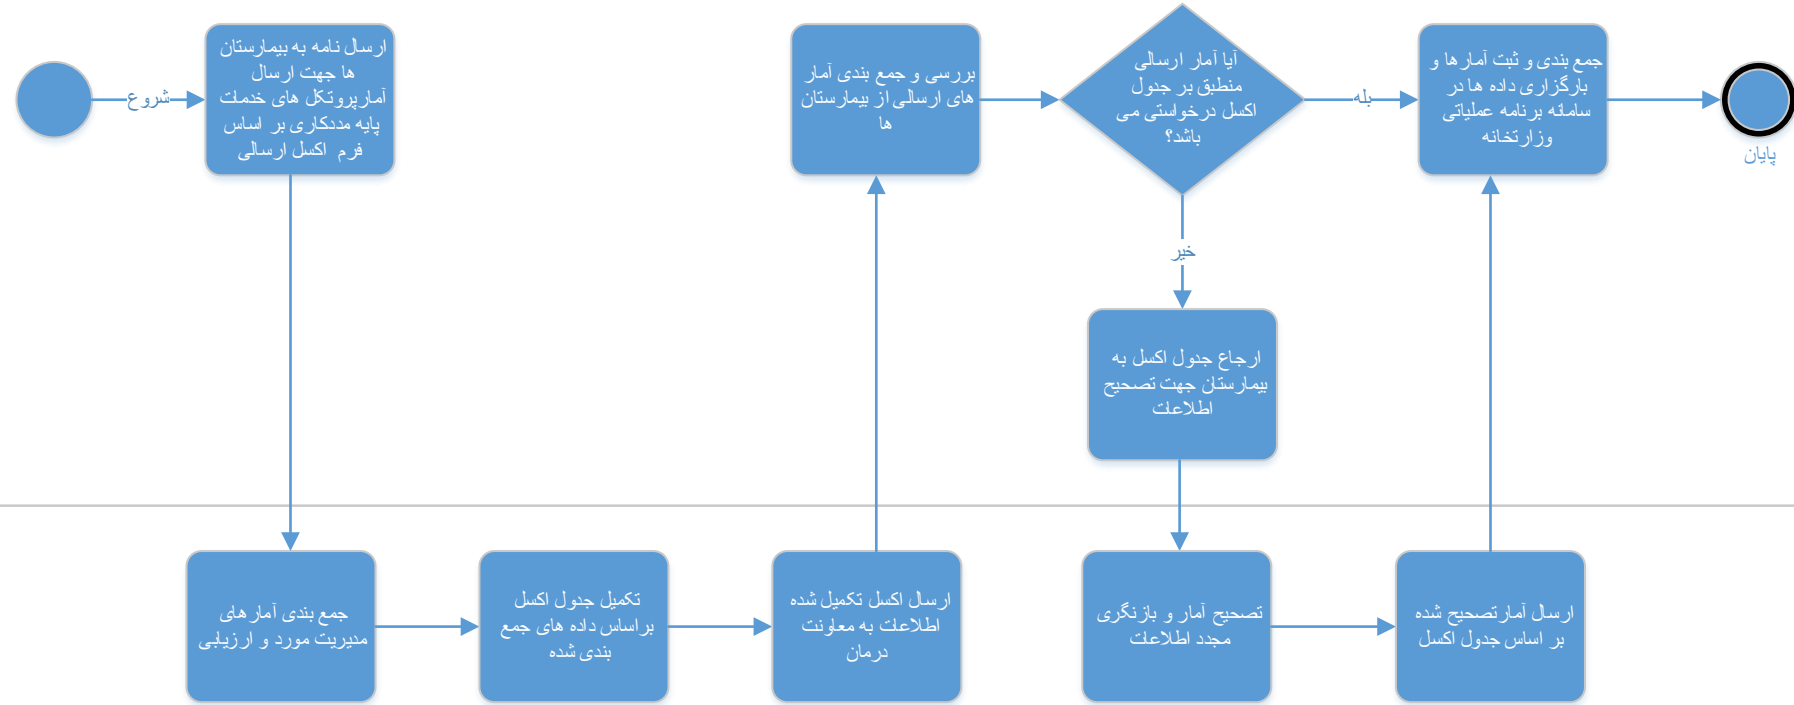 شروع
ارسال نامه به بیمارستان
ها جهت ارسال
آمارپروتکل های خدمات
پایه مددکاری بر اساس
فرم اکسل ارسالی
جمع بندی آمارهای
مدیریت مورد و ارزیابی
تکمیل جدول اکسل
براساس داده های جمع
بندی شده
ارسال اکسل تکمیل شده
اطلاعات به معاونت
درمان
بررسی و جمع بندی آمار
های ارسالی از بیمارستان
ها
آیا آمار ارسالی
منطبق بر جدول
اکسل درخواستی می
باشد؟
خیر
ارجاع جدول اکسل به
بیمارستان جهت تصحیح
اطلاعات
تصحیح آمار و بازنگری
مجدد اطلاعات
ارسال آمارتصحیح شده
بر اساس جدول اکسل
بله
جمع بندی و ثبت آمارها و
بارگزاری داده ها در
سامانه برنامه عملیاتی
وزارتخانه
پایان